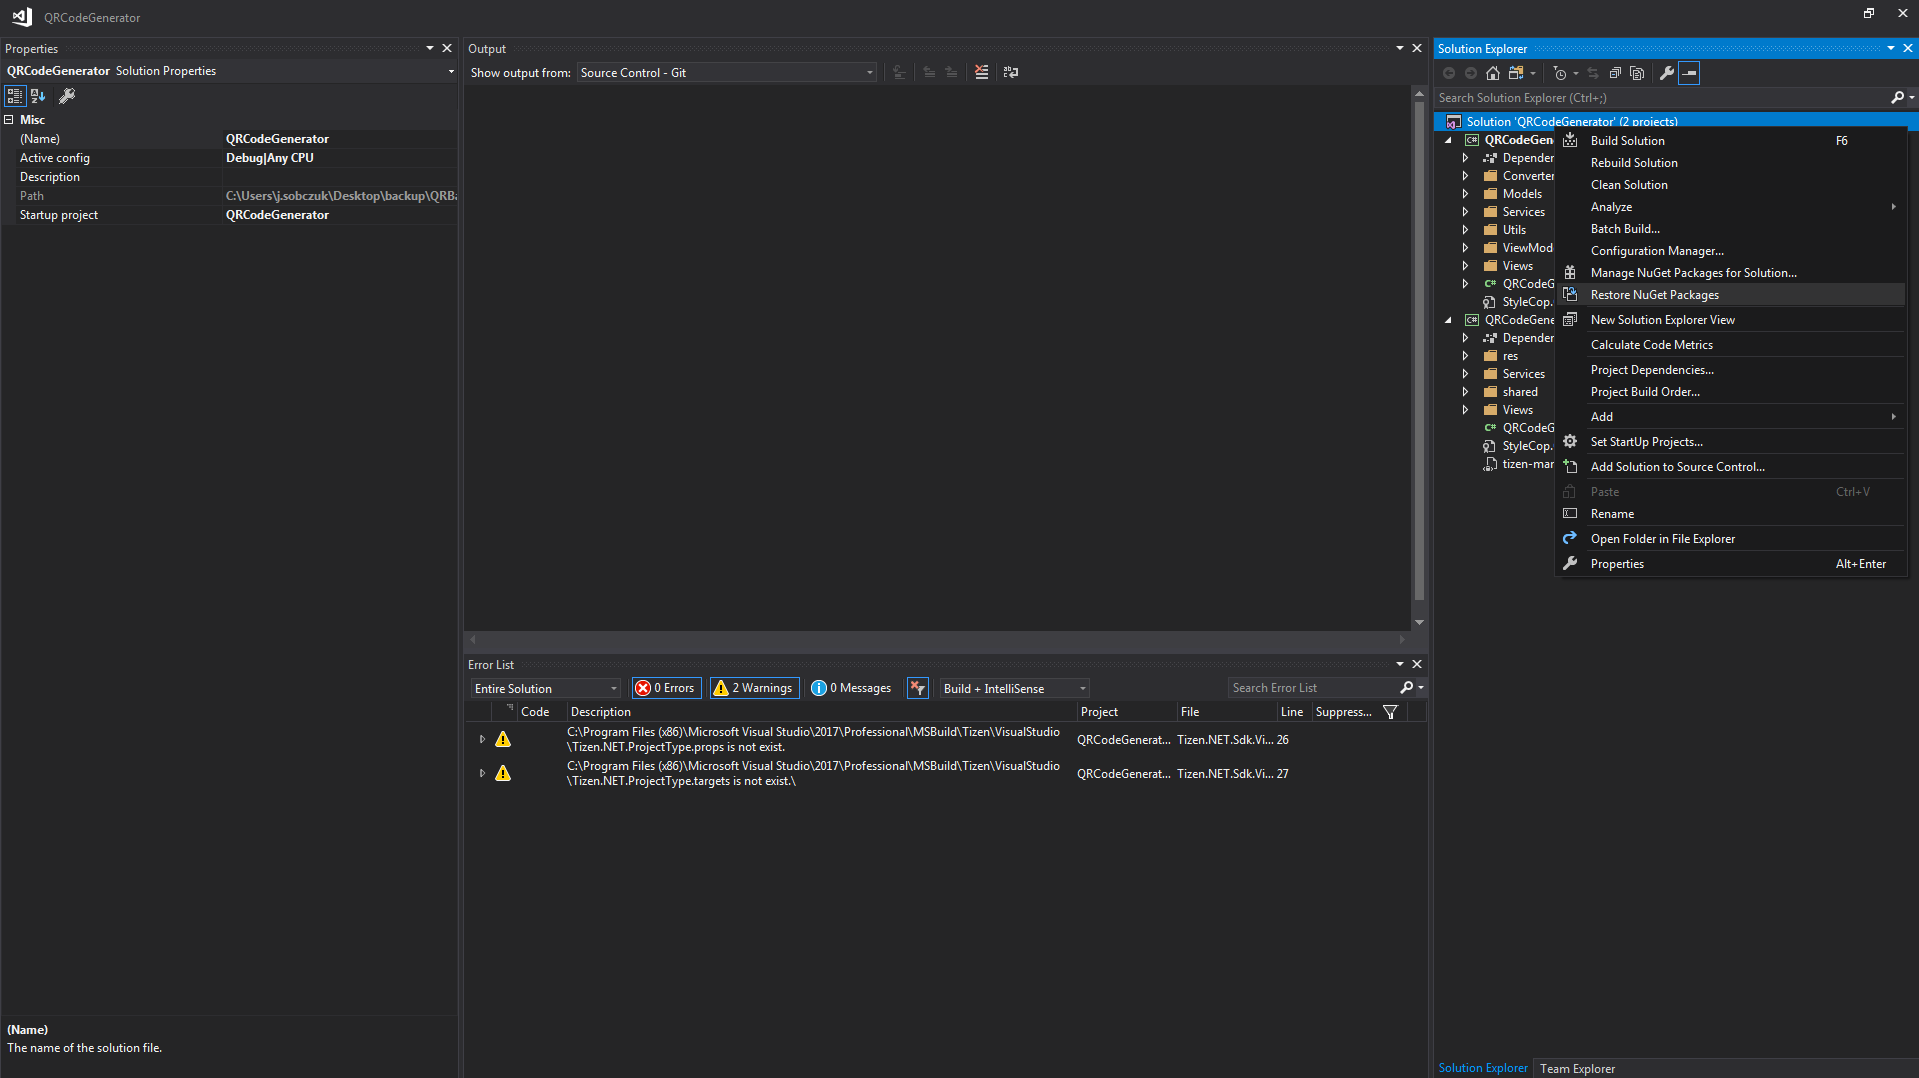 QRCodeGenerator
Properties
QRCodeGenerator Solution Properties
Misc
(Name) QRCodeGenerator
Active config Debug|Any CPU
Description
Path C:\Users\j.sobczuk\Desktop\backup\QRBa
Startup project QRCodeGenerator
(Name)
The name of the solution file.
Output
Show output from: Source Control - Git
Error List
Entire Solution 0 Errors 2 Warnings 0 Messages Build + IntelliSense Search Error List
Code Description Project File Line Suppress...
C:\Program Files (x86)\Microsoft Visual Studio\2017\Professional\MSBuild\Tizen\VisualStudio
\Tizen.NET.ProjectType.props is not exist.
QRCodeGenerat... Tizen.NET.Sdk.Vi... 26
C:\Program Files (x86)\Microsoft Visual Studio\2017\Professional\MSBuild\Tizen\VisualStudio
\Tizen.NET.ProjectType.targets is not exist.\
QRCodeGenerat... Tizen.NET.Sdk.Vi... 27
Solution Explorer
Search Solution Explorer (Ctrl+;)
Solution 'QRCodeGenerator' (2 projects)
QRCodeGen
Depender
Converter
Models
Services
Utils
ViewMod
Views
C# QRCodeG
StyleCop.
QRCodeGene
Depender
res
Services
shared
Views
C# QRCodeG
StyleCop.
tizen-mar
Build Solution F6
Rebuild Solution
Clean Solution
Analyze
Batch Build...
Configuration Manager...
Manage NuGet Packages for Solution...
Restore NuGet Packages
New Solution Explorer View
Calculate Code Metrics
Project Dependencies...
Project Build Order...
Add
Set StartUp Projects...
Add Solution to Source Control...
Paste Ctrl+V
Rename
Open Folder in File Explorer
Properties Alt+Enter
Solution Explorer Team Explorer